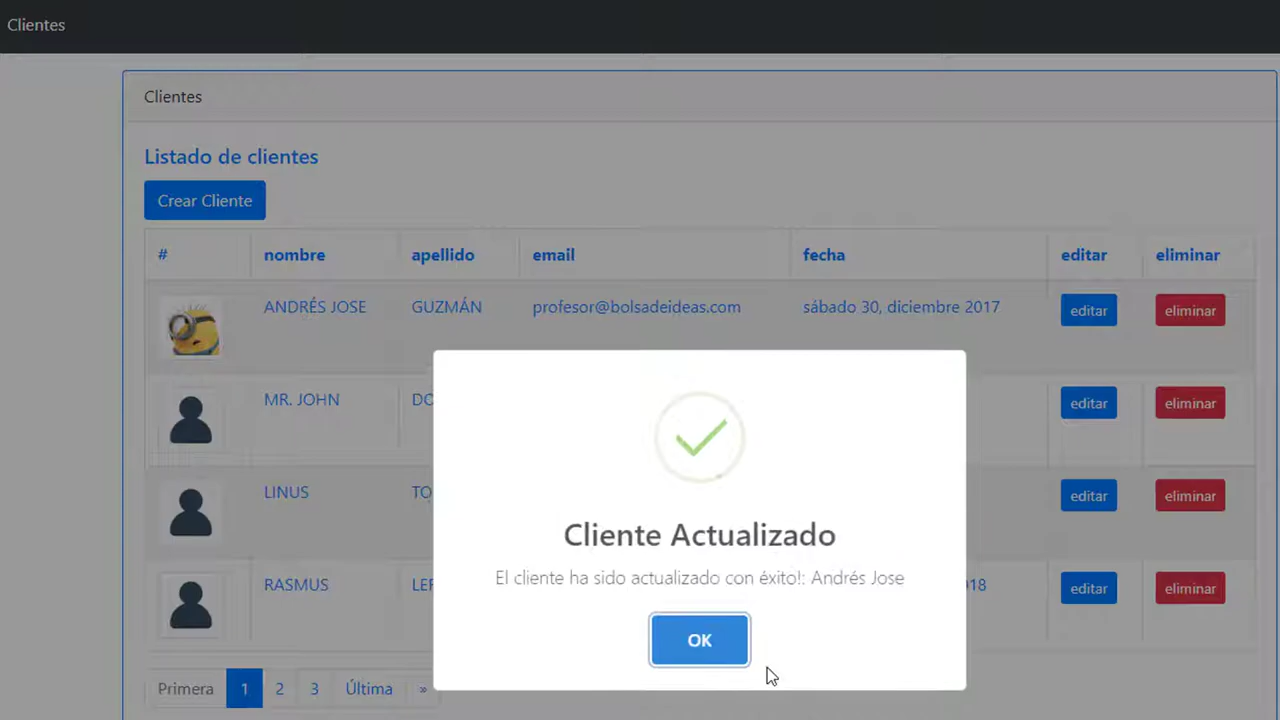 Clientes
Clientes
Listado de clientes
Crear Cliente
# nombre apellido email fecha editar eliminar
ANDRÉS JOSE GUZMÁN profesor@bolsadeideas.com sábado 30, diciembre 2017 editar eliminar
MR. JOHN editar eliminar
LINUS editar eliminar
RASMUS 018 editar eliminar
Cliente Actualizado
El cliente ha sido actualizado con éxito!: Andrés Jose
OK
Primera 1 2 3 Última »